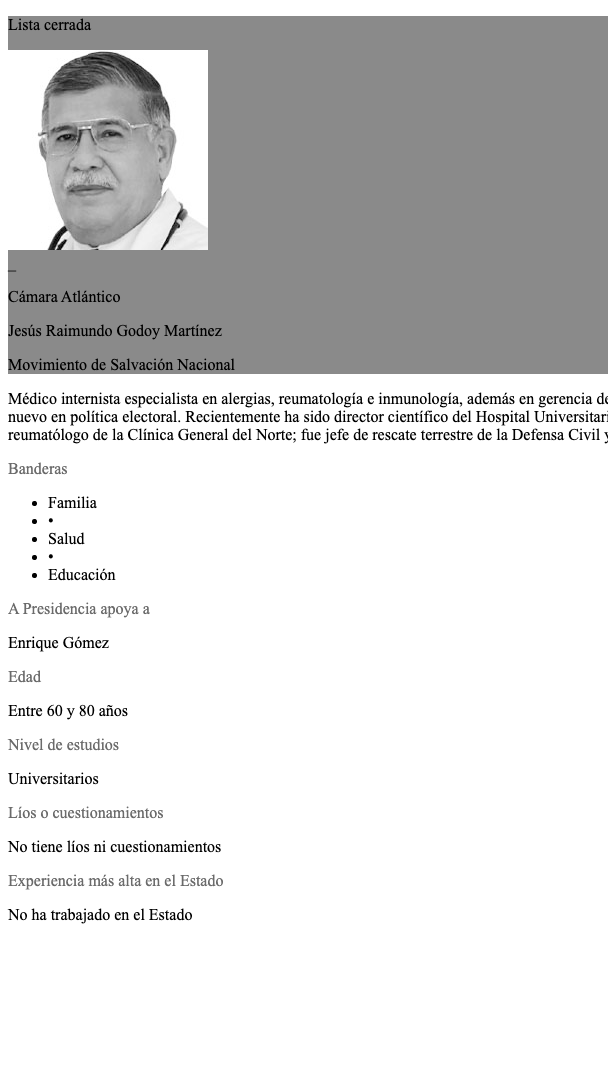 Lista cerrada
_
Cámara Atlántico
Jesús Raimundo Godoy Martínez
Movimiento de Salvación Nacional
Médico internista especialista en alergias, reumatología e inmunología, además en gerencia de
nuevo en política electoral. Recientemente ha sido director científico del Hospital
reumatólogo de la Clínica General del Norte; fue jefe de rescate terrestre de la Defensa Civil y
Banderas
• Familia
• •
• Salud
• •
• Educación
A Presidencia apoya a
Enrique Gómez
Edad
Entre 60 y 80 años
Nivel de estudios
Universitarios
Líos o cuestionamientos
No tiene líos ni cuestionamientos
Experiencia más alta en el Estado
No ha trabajado en el Estado